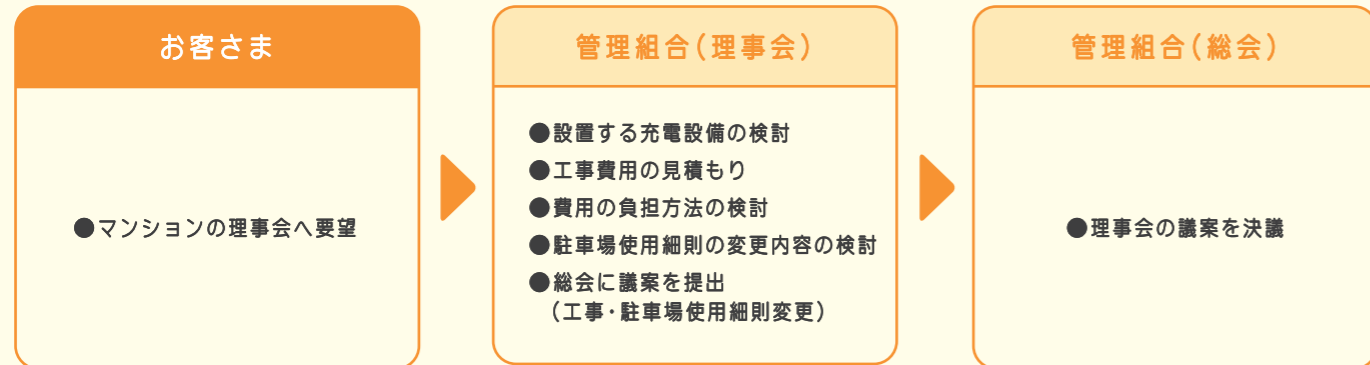 お客さま
●マンションの理事会へ要望
管理組合(理事会)
●設置する充電設備の検討
●工事費用の見積もり
●費用の負担方法の検討
●駐車場使用細則の変更内容の検討
●総会に議案を提出
(工事・駐車場使用細則変更)
管理組合(総会)
●理事会の議案を決議